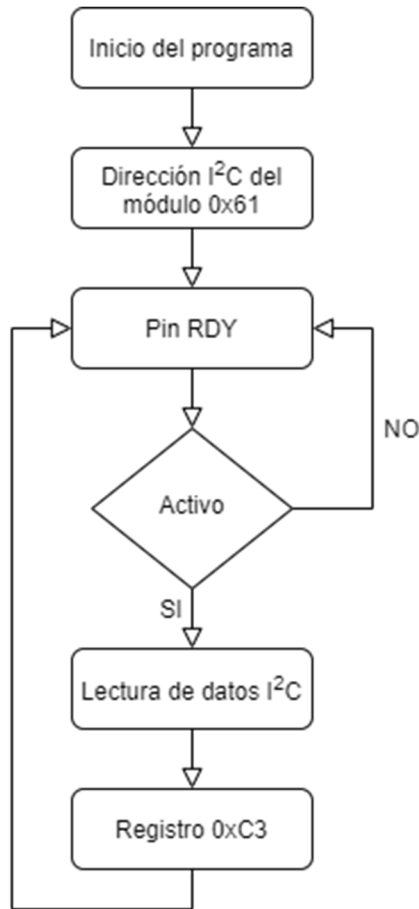 Inicio del programa
Dirección I²C del
módulo 0x61
Pin RDY
NO
Activo
SI
Lectura de datos I²C
Registro 0xC3